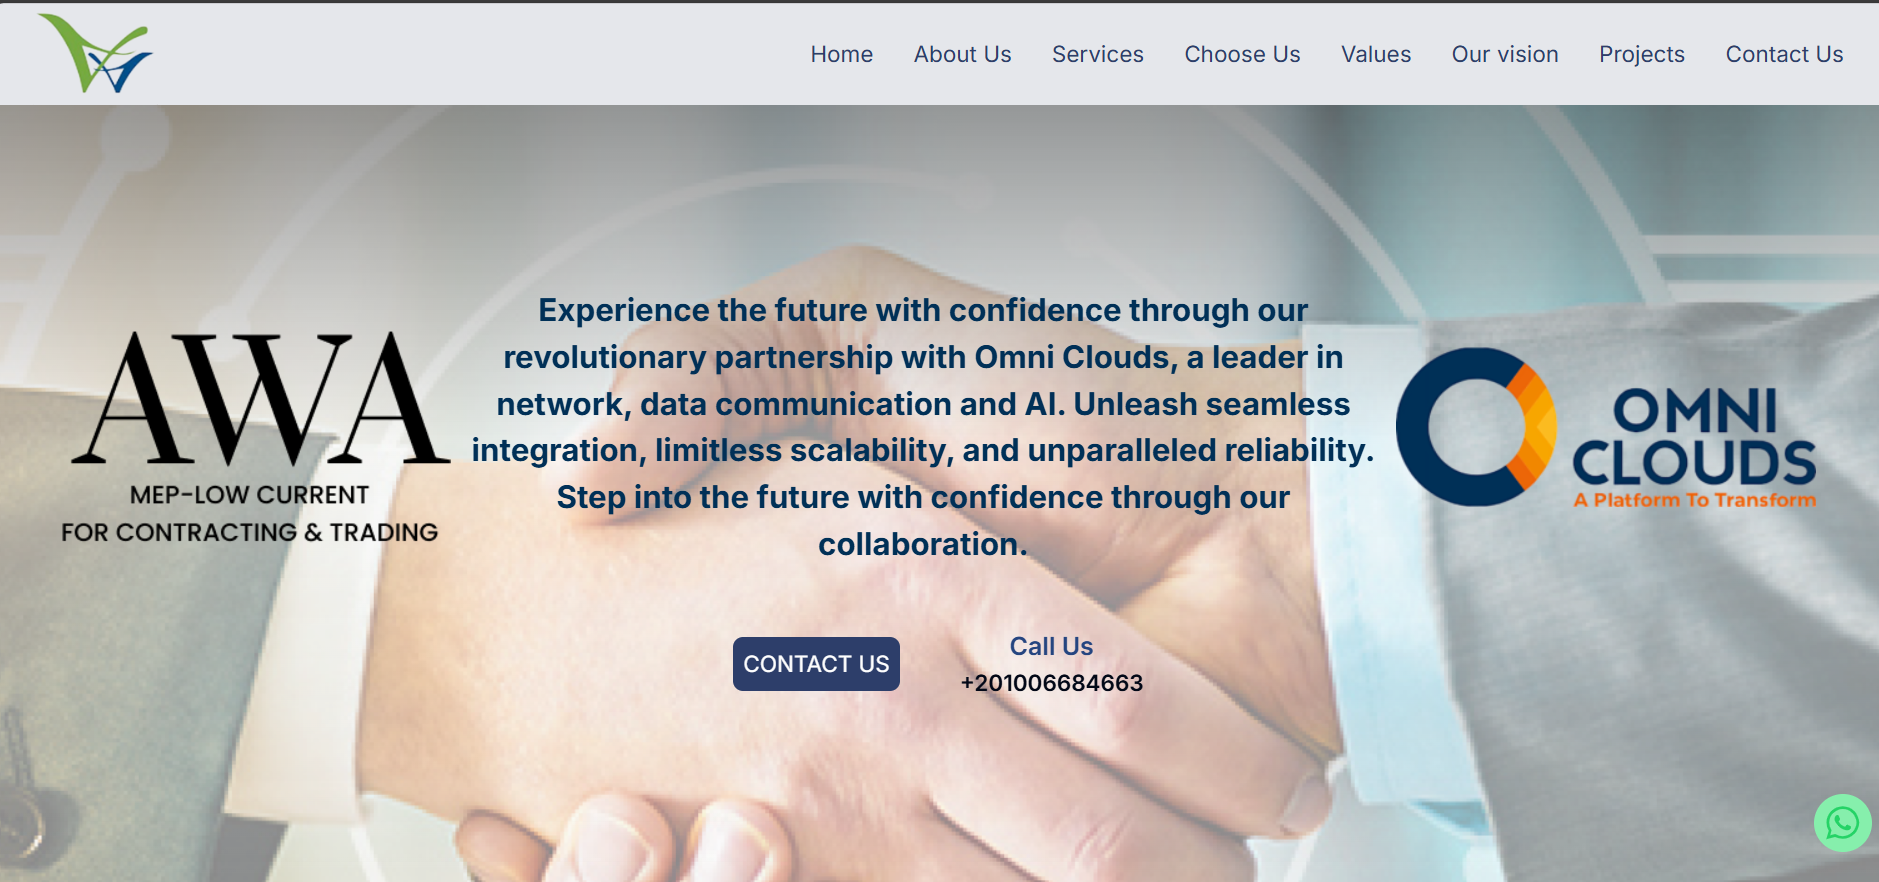 Home
About Us
Services
Choose Us
Values
Our vision
Projects
Contact Us
AWA
MEP-LOW CURRENT
FOR CONTRACTING & TRADING
Experience the future with confidence through our
revolutionary partnership with Omni Clouds, a leader in
network, data communication and AI. Unleash seamless
integration, limitless scalability, and unparalleled reliability.
Step into the future with confidence through our
collaboration.
OMNI
CLOUDS
A Platform To Transform
CONTACT US
Call Us
+201006684663